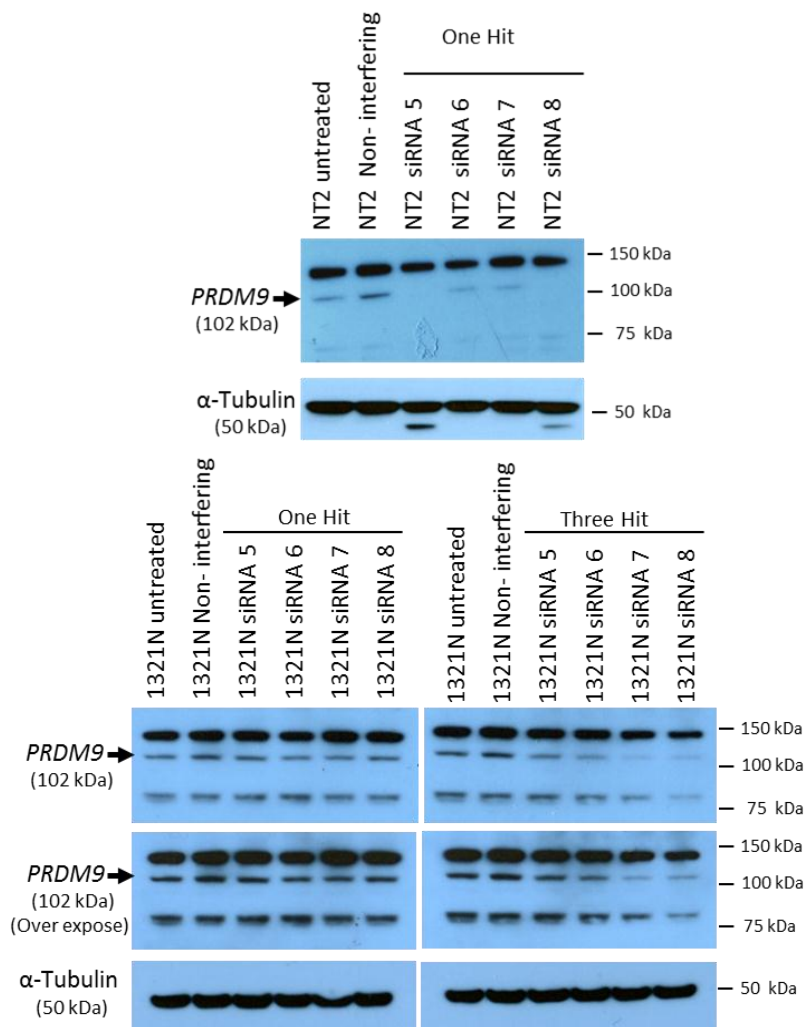 One Hit
NT2 untreated
NT2 Non- interfering
NT2 siRNA 5
NT2 siRNA 6
NT2 siRNA 7
NT2 siRNA 8
PRDM9
(102 kDa)
150 kDa
100 kDa
75 kDa
α-Tubulin
(50 kDa)
50 kDa
One Hit
1321N untreated
1321N Non- interfering
1321N siRNA 5
1321N siRNA 6
1321N siRNA 7
1321N siRNA 8
Three Hit
1321N untreated
1321N Non- interfering
1321N siRNA 5
1321N siRNA 6
1321N siRNA 7
1321N siRNA 8
PRDM9
(102 kDa)
150 kDa
100 kDa
75 kDa
PRDM9
(102 kDa)
(Over expose)
150 kDa
100 kDa
75 kDa
α-Tubulin
(50 kDa)
50 kDa